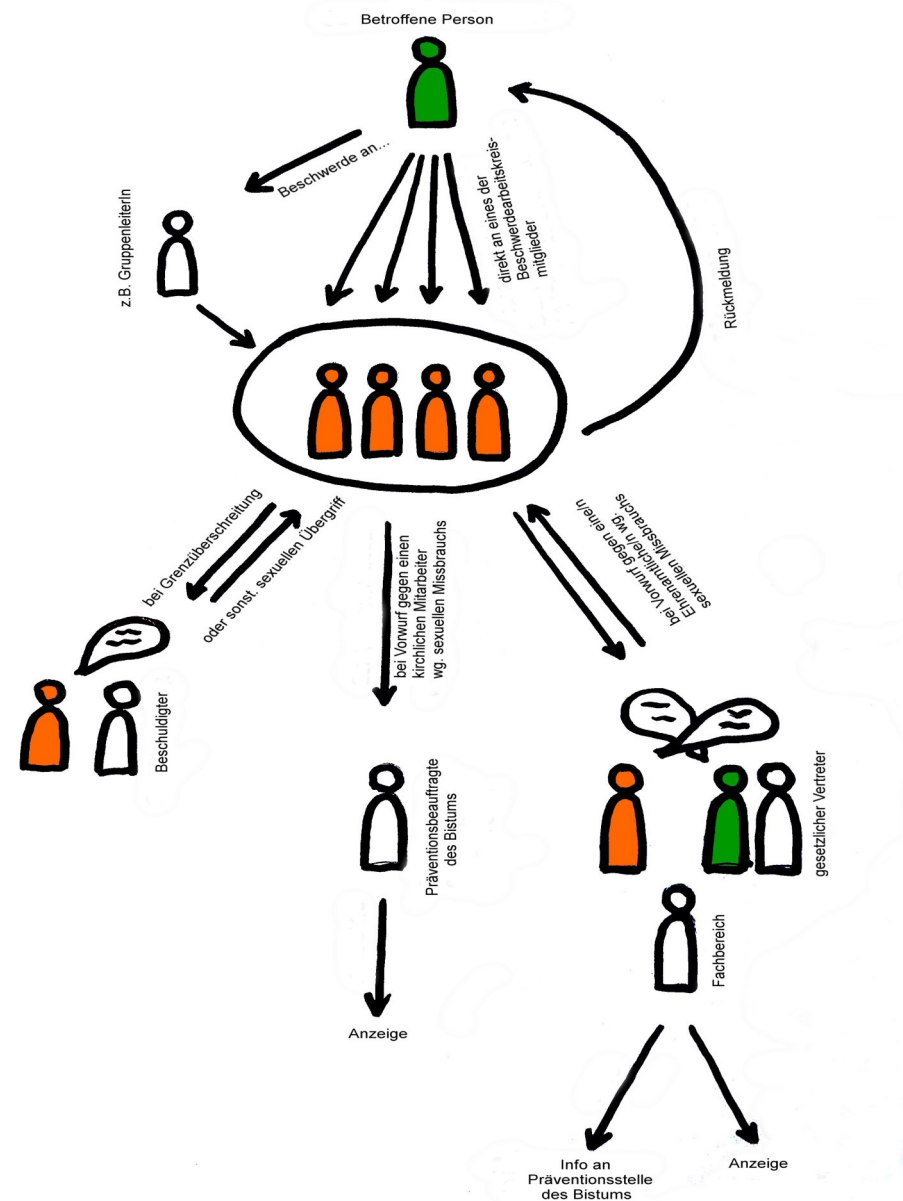 Betroffene Person
Beschwerde an...
direkt an eines der
Beschwerdearbeitskreis-
mitglieder
z.B. GruppenleiterIn
Rückmeldung
bei Grenzüberschreitung
oder sonst. sexuellen Übergriff
bei Vorwurf gegen einen
kirchlichen Mitarbeiter
wg. sexuellen Missbrauchs
bei Vorwurf gegen eine/n
Ehrenamtliche/n wg.
sexuellen Missbrauchs
Beschuldigter
Präventionsbeauftragte
des Bistums
gesetzlicher Vertreter
Fachbereich
Anzeige
Info an
Präventionsstelle
des Bistums
Anzeige